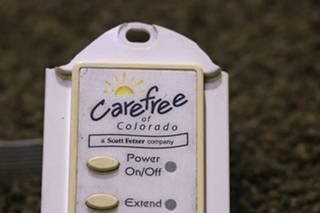 Carefree
of
Colorado
a Scott Fetzer company
Power
On/Off
Extend